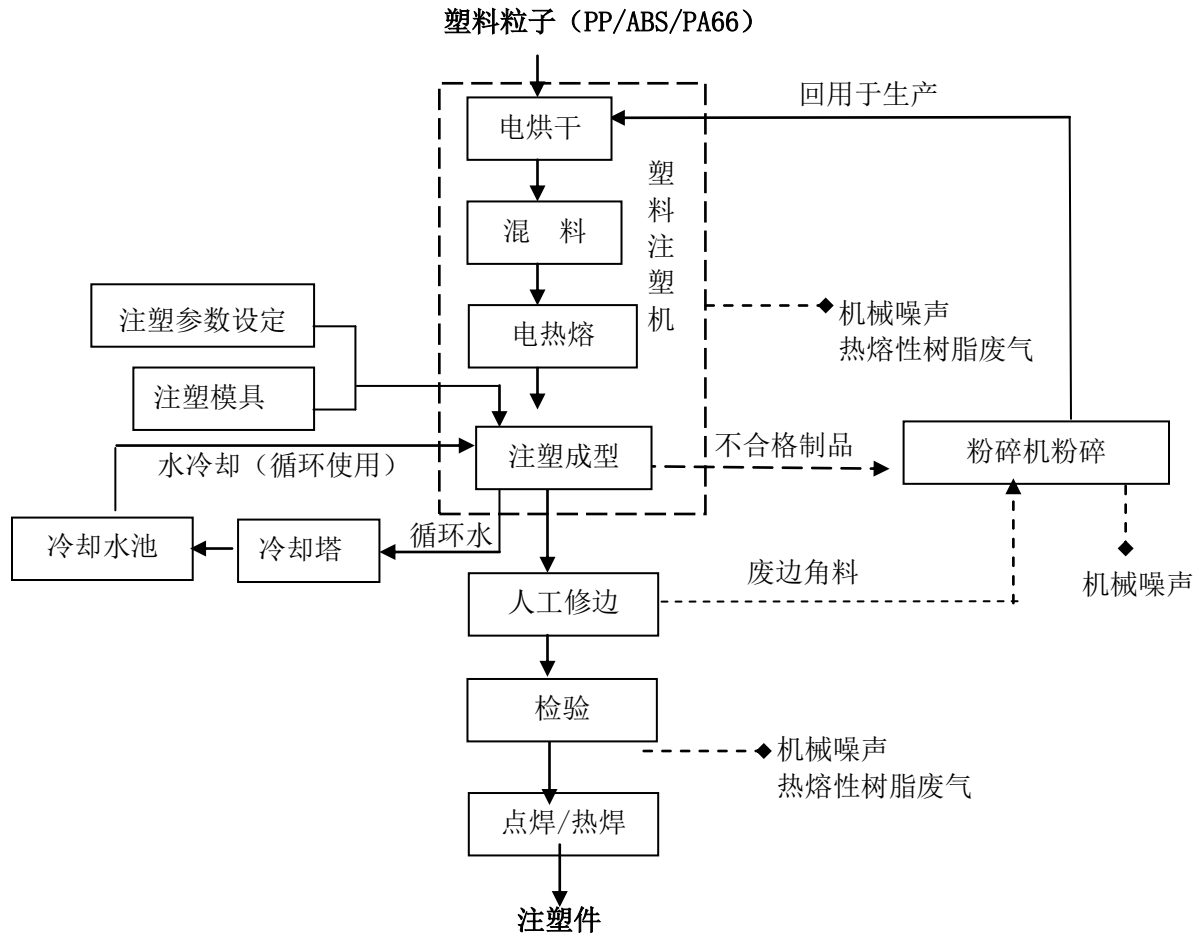 塑料粒子（PP/ABS/PA66）
回用于生产
电烘干
塑料注塑机
混 料
注塑参数设定
电热熔
机械噪声
热熔性树脂废气
注塑模具
注塑成型
不合格制品
粉碎机粉碎
水冷却（循环使用）
冷却水池
冷却塔
循环水
废边角料
机械噪声
人工修边
检验
机械噪声
热熔性树脂废气
点焊/热焊
注塑件